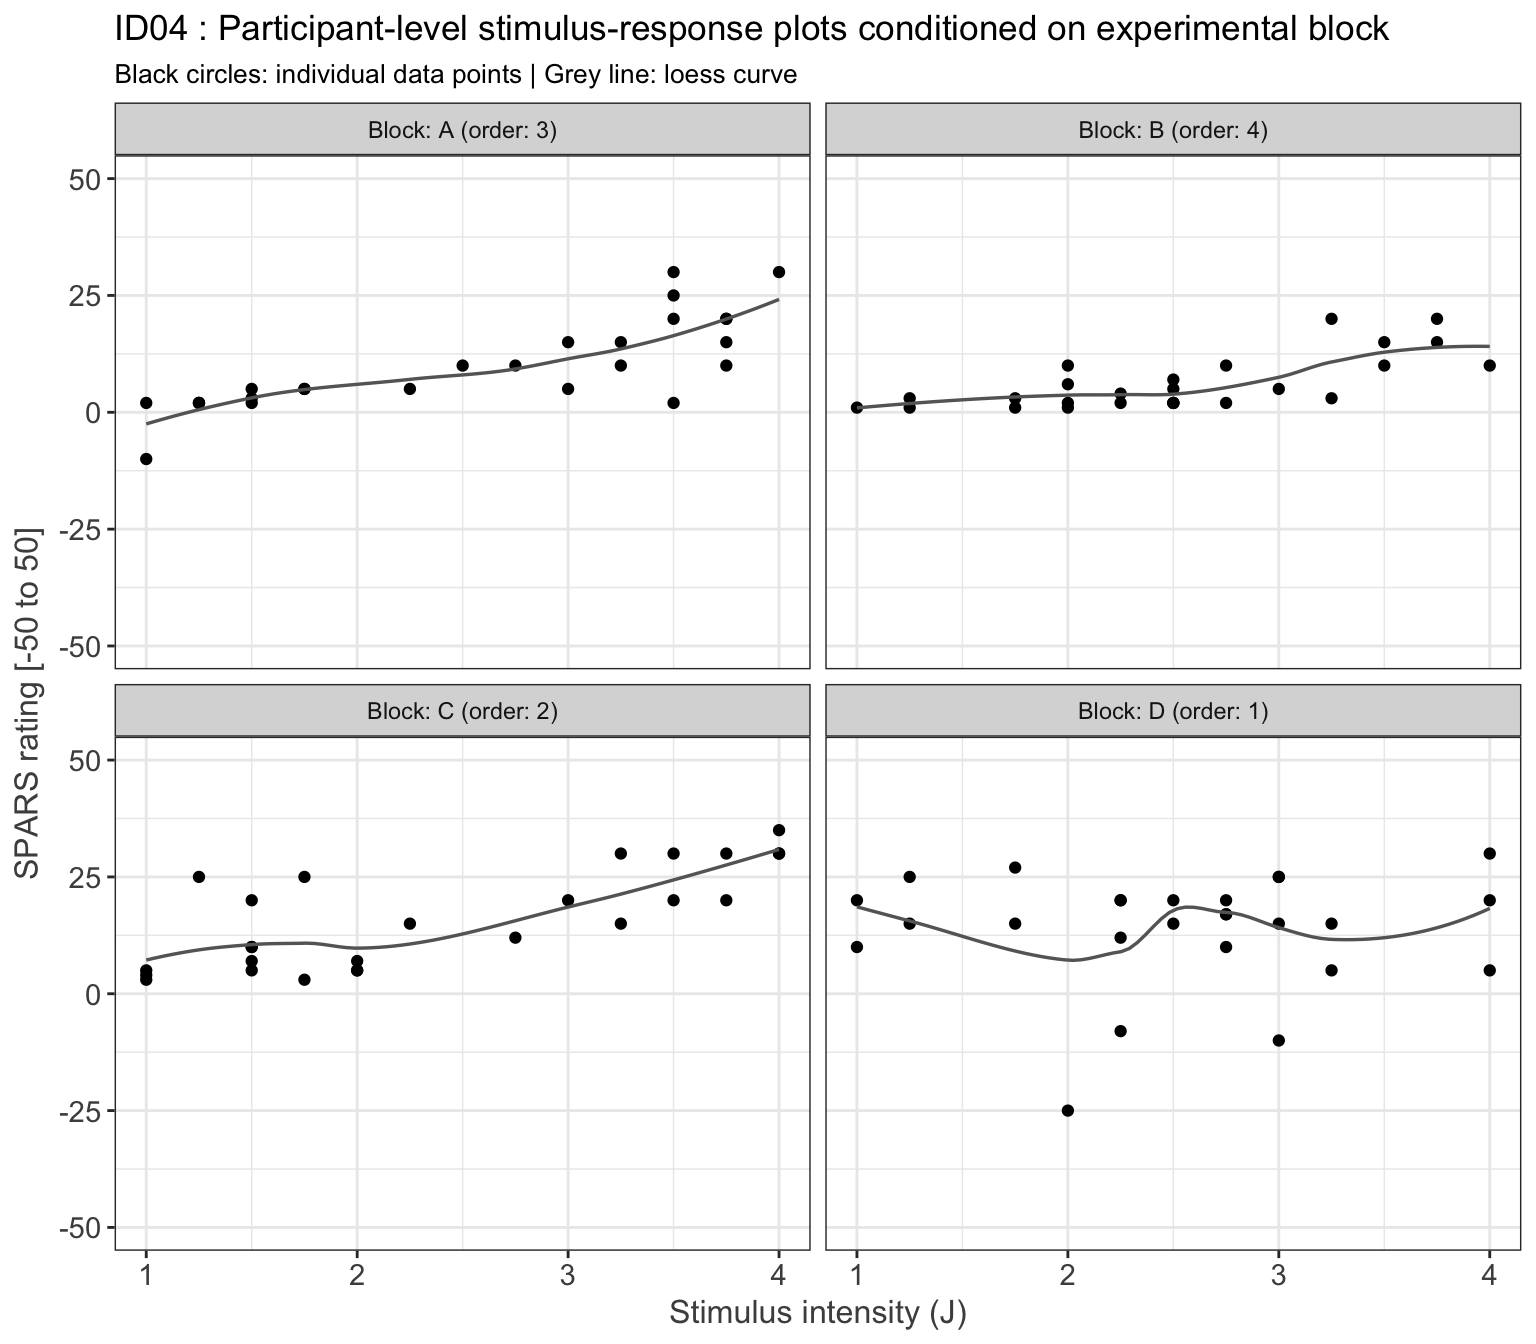 ID04 : Participant-level stimulus-response plots conditioned on experimental block
Black circles: individual data points | Grey line: loess curve
Block: A (order: 3)
Block: B (order: 4)
50
25
0
-25
-50
Block: C (order: 2)
Block: D (order: 1)
50
25
0
-25
-50
SPARS rating [-50 to 50]
1 2 3 4
1 2 3 4
Stimulus intensity (J)